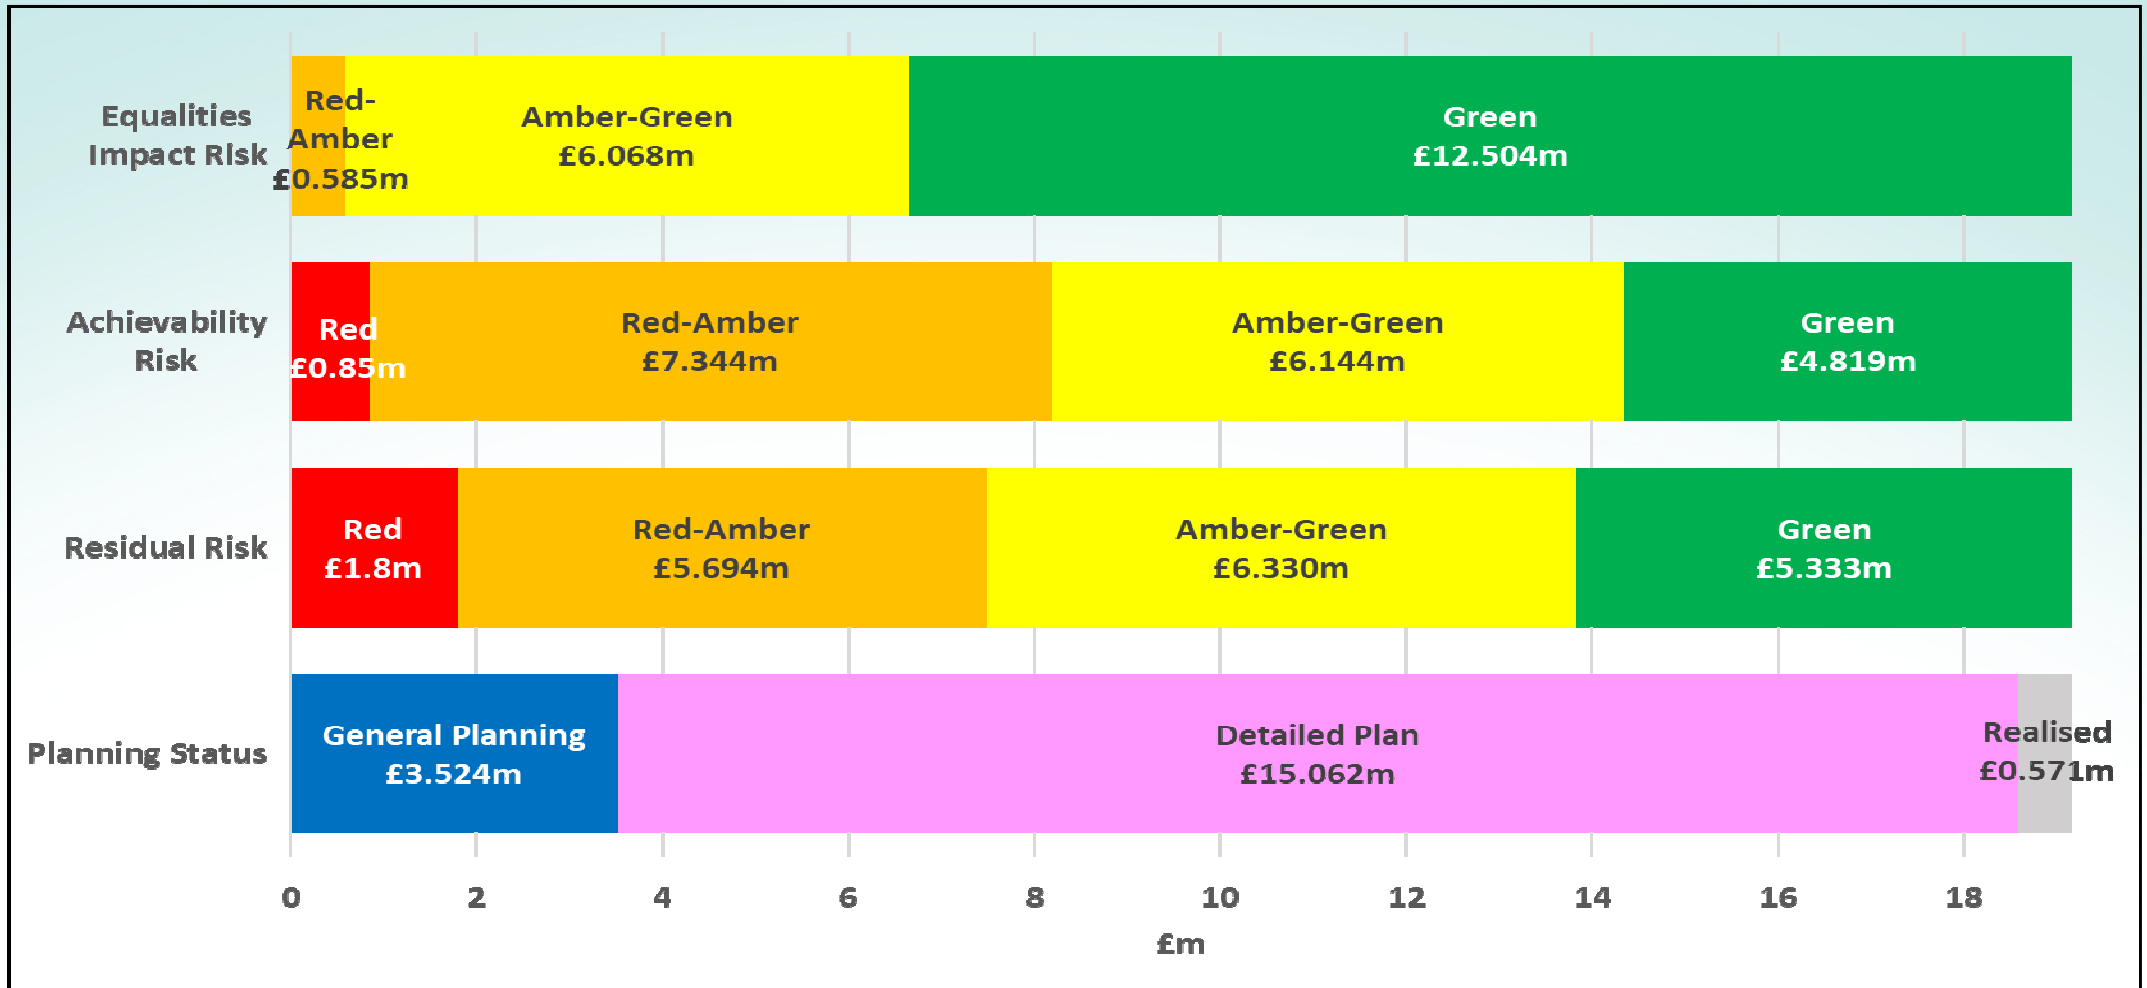 Equalities
Impact Risk
Red-
Amber
£0.585m
Amber-Green
£6.068m
Green
£12.504m
Achievability
Risk
Red
£0.85m
Red-Amber
£7.344m
Amber-Green
£6.144m
Green
£4.819m
Residual Risk
Red
£1.8m
Red-Amber
£5.694m
Amber-Green
£6.330m
Green
£5.333m
Planning Status
General Planning
£3.524m
Detailed Plan
£15.062m
Realised
£0.571m
0 2 4 6 8 10 12 14 16 18
£m